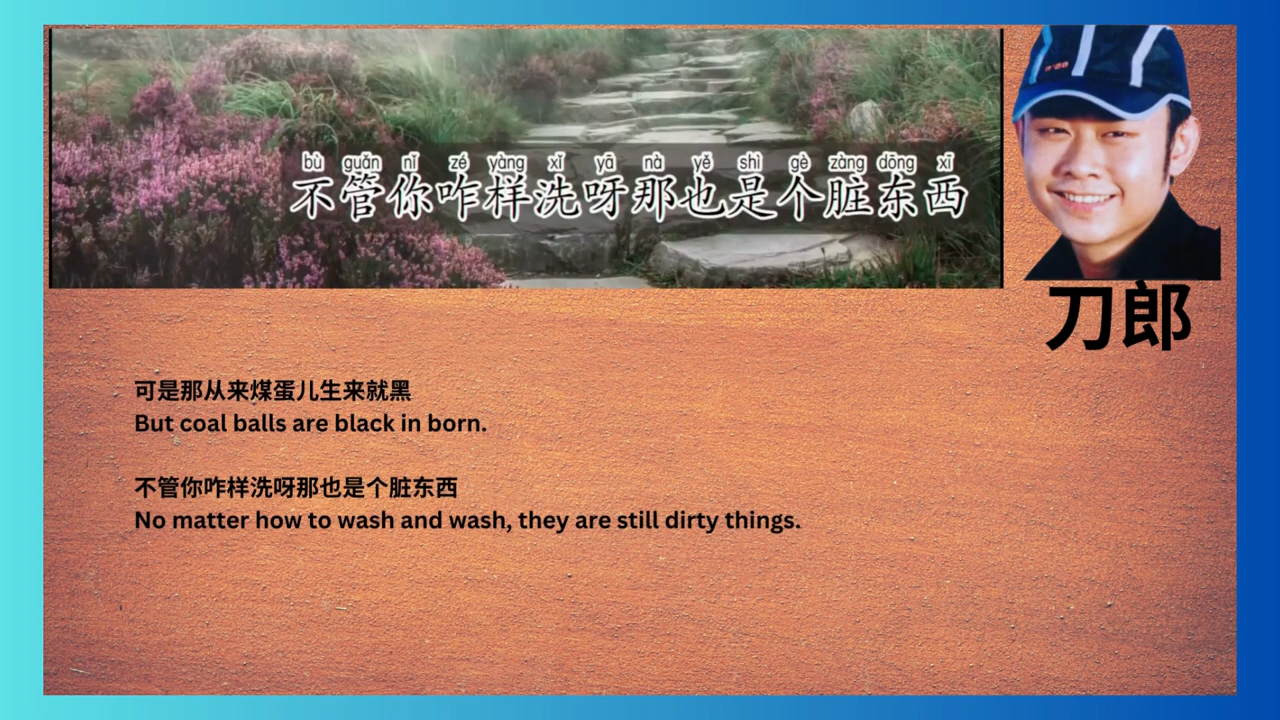 bù guǎn nǐ zé yàng xǐ yā nà yě shì gè zàng dōng xī
不管你咋样洗呀那也是个脏东西
刀郎
可是那从来煤蛋儿生来就黑
But coal balls are black in born.
不管你咋样洗呀那也是个脏东西
No matter how to wash and wash, they are still dirty things.